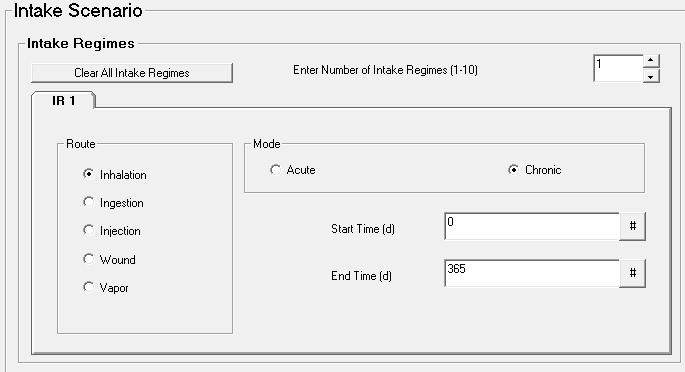 Intake Scenario
Intake Regimes
Clear All Intake Regimes
Enter Number of Intake Regimes (1-10)
1
IR 1
Route
Inhalation
Ingestion
Injection
Wound
Vapor
Mode
Acute
Chronic
Start Time (d)
0
#
End Time (d)
365
#